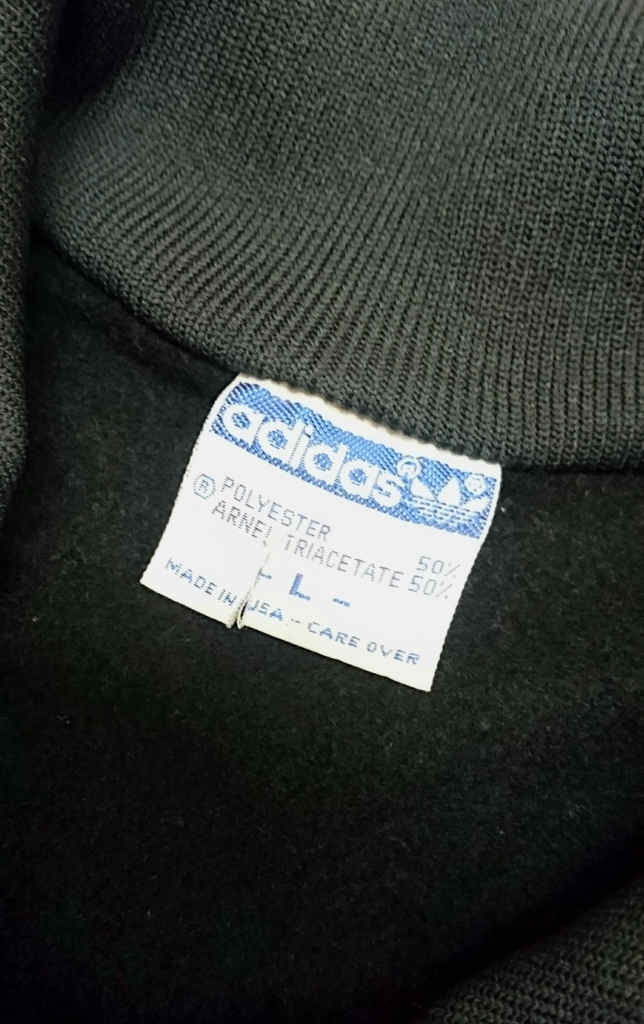 adidas®
POLYESTER 50%
® ARNEL TRIACETATE 50%
- L -
MADE IN USA - CARE OVER